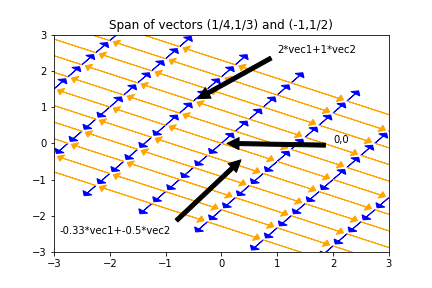 Span of vectors (1/4,1/3) and (-1,1/2)
3
2*vec1+1*vec2
2
1
0
0,0
−1
−2
-0.33*vec1+-0.5*vec2
−3
−3 −2 −1 0 1 2 3